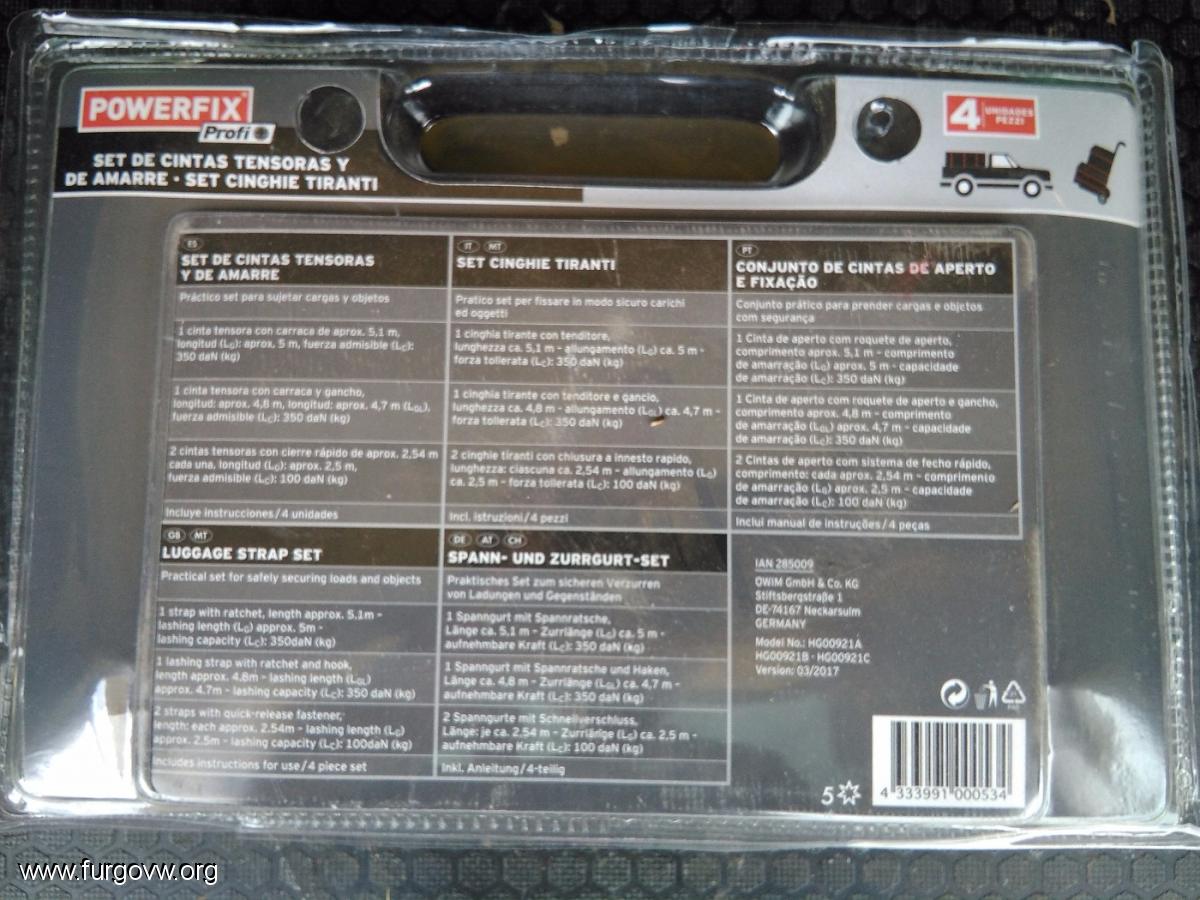 POWERFIX
Profi
SET DE CINTAS TENSORAS Y
DE AMARRE · SET CINGHIE TIRANTI
4 UNIDADES
PEZZI
ES
SET DE CINTAS TENSORAS
Y DE AMARRE
Práctico set para sujetar cargas y objetos
1 cinta tensora con carraca de aprox. 5,1 m,
longitud (LG): aprox. 5 m, fuerza admisible (LC):
350 daN (kg)
1 cinta tensora con carraca y gancho,
longitud: aprox. 4,8 m, longitud: aprox. 4,7 m (LGL),
fuerza admisible (LC): 350 daN (kg)
2 cintas tensoras con cierre rápido de aprox. 2,54 m
cada una, longitud (LG): aprox. 2,5 m,
fuerza admisible (LC): 100 daN (kg)
Incluye instrucciones/4 unidades
IT MT
SET CINGHIE TIRANTI
Pratico set per fissare in modo sicuro carichi
ed oggetti
1 cinghia tirante con tenditore,
lunghezza ca. 5,1 m - allungamento (LG) ca. 5 m -
forza tollerata (LC): 350 daN (kg)
1 cinghia tirante con tenditore e gancio,
lunghezza ca. 4,8 m - allungamento (LGL) ca. 4,7 m -
forza tollerata (LC): 350 daN (kg)
2 cinghie tiranti con chiusura a innesto rapido,
lunghezza: ciascuna ca. 2,54 m - allungamento (LG)
ca. 2,5 m - forza tollerata (LC): 100 daN (kg)
Incl. istruzioni/4 pezzi
PT
CONJUNTO DE CINTAS DE APERTO
E FIXAÇÃO
Conjunto prático para prender cargas e objetos
com segurança
1 Cinta de aperto com roquete de aperto,
comprimento aprox. 5,1 m - comprimento
de amarração (LG) aprox. 5 m - capacidade
de amarração (LC): 350 daN (kg)
1 Cinta de aperto com roquete de aperto e gancho,
comprimento aprox. 4,8 m - comprimento
de amarração (LGL) aprox. 4,7 m - capacidade
de amarração (LC): 350 daN (kg)
2 Cintas de aperto com sistema de fecho rápido,
comprimento: cada aprox. 2,54 m - comprimento
de amarração (LG) aprox. 2,5 m - capacidade
de amarração (LC): 100 daN (kg)
Inclui manual de instruções/4 peças
GB MT
LUGGAGE STRAP SET
Practical set for safely securing loads and objects
1 strap with ratchet, length approx. 5.1m -
lashing length (LG) approx. 5m -
lashing capacity (LC): 350daN (kg)
1 lashing strap with ratchet and hook,
length approx. 4.8m - lashing length (LGL)
approx. 4.7m - lashing capacity (LC): 350 daN (kg)
2 straps with quick-release fastener,
length: each approx. 2.54m - lashing length (LG)
approx. 2.5m - lashing capacity (LC): 100daN (kg)
Includes instructions for use/4 piece set
DE AT CH
SPANN- UND ZURRGURT-SET
Praktisches Set zum sicheren Verzurren
von Ladungen und Gegenständen
1 Spanngurt mit Spannratsche,
Länge ca. 5,1 m - Zurrlänge (LG) ca. 5 m -
aufnehmbare Kraft (LC): 350 daN (kg)
1 Spanngurt mit Spannratsche und Haken,
Länge ca. 4,8 m - Zurrlänge (LGL) ca. 4,7 m -
aufnehmbare Kraft (LC): 350 daN (kg)
2 Spanngurte mit Schnellverschluss,
Länge: je ca. 2,54 m - Zurrlänge (LG) ca. 2,5 m -
aufnehmbare Kraft (LC): 100 daN (kg)
Inkl. Anleitung/4-teilig
IAN 285009
OWIM GmbH & Co. KG
Stiftsbergstraße 1
DE-74167 Neckarsulm
GERMANY
Model No.: HG00921A
HG00921B · HG00921C
Version: 03/2017
5
4 333991 000534
www.furgovw.org